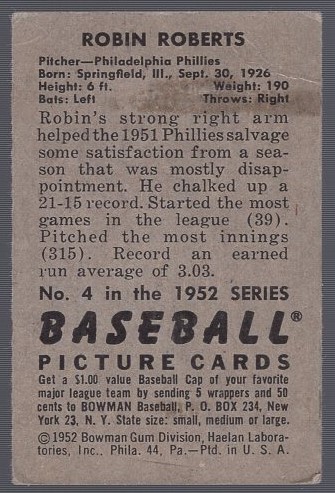 ROBIN ROBERTS
Pitcher—Philadelphia Phillies
Born: Springfield, Ill., Sept. 30, 1926
Height: 6 ft. Weight: 190
Bats: Left Throws: Right
Robin's strong right arm
helped the 1951 Phillies salvage
some satisfaction from a sea-
son that was mostly disap-
pointment. He chalked up a
21-15 record. Started the most
games in the league (39).
Pitched the most innings
(315). Record an earned
run average of 3.03.
No. 4 in the 1952 SERIES
BASEBALL®
PICTURE CARDS
Get a $1.00 value Baseball Cap of your favorite
major league team by sending 5 wrappers and 50
cents to BOWMAN Baseball, P. O. BOX 234, New
York 23, N. Y. State size: small, medium or large.
©1952 Bowman Gum Division, Haelan Labora-
tories, Inc., Phila. 44, Pa.—Ptd. in U. S. A.